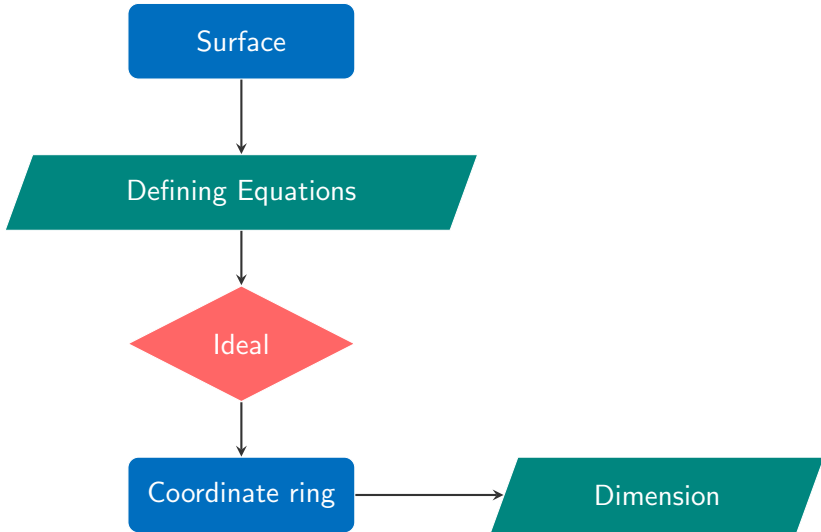 Surface
Defining Equations
Ideal
Coordinate ring
Dimension